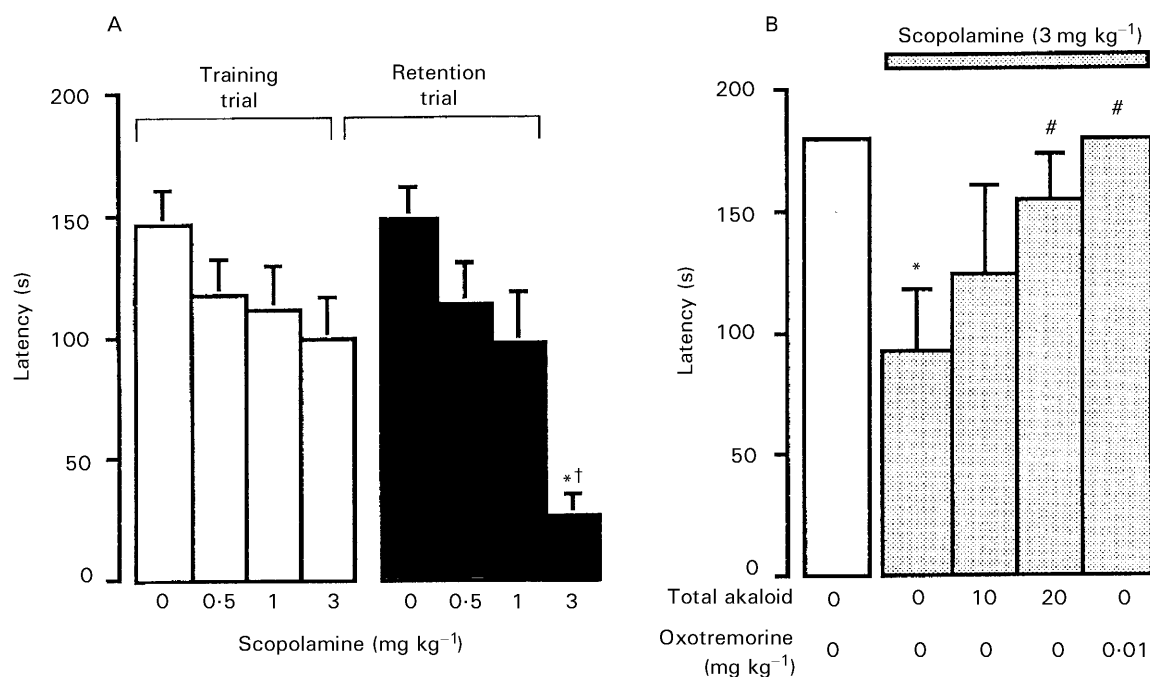 A
Training trial
Retention trial
200
150
100
50
0
Latency (s)
*†
0 0·5 1 3 0 0·5 1 3
Scopolamine (mg kg⁻¹)
B
Scopolamine (3 mg kg⁻¹)
200
150
100
50
0
Latency (s)
*
#
#
Total akaloid 0 0 10 20 0
Oxotremorine (mg kg⁻¹) 0 0 0 0 0·01